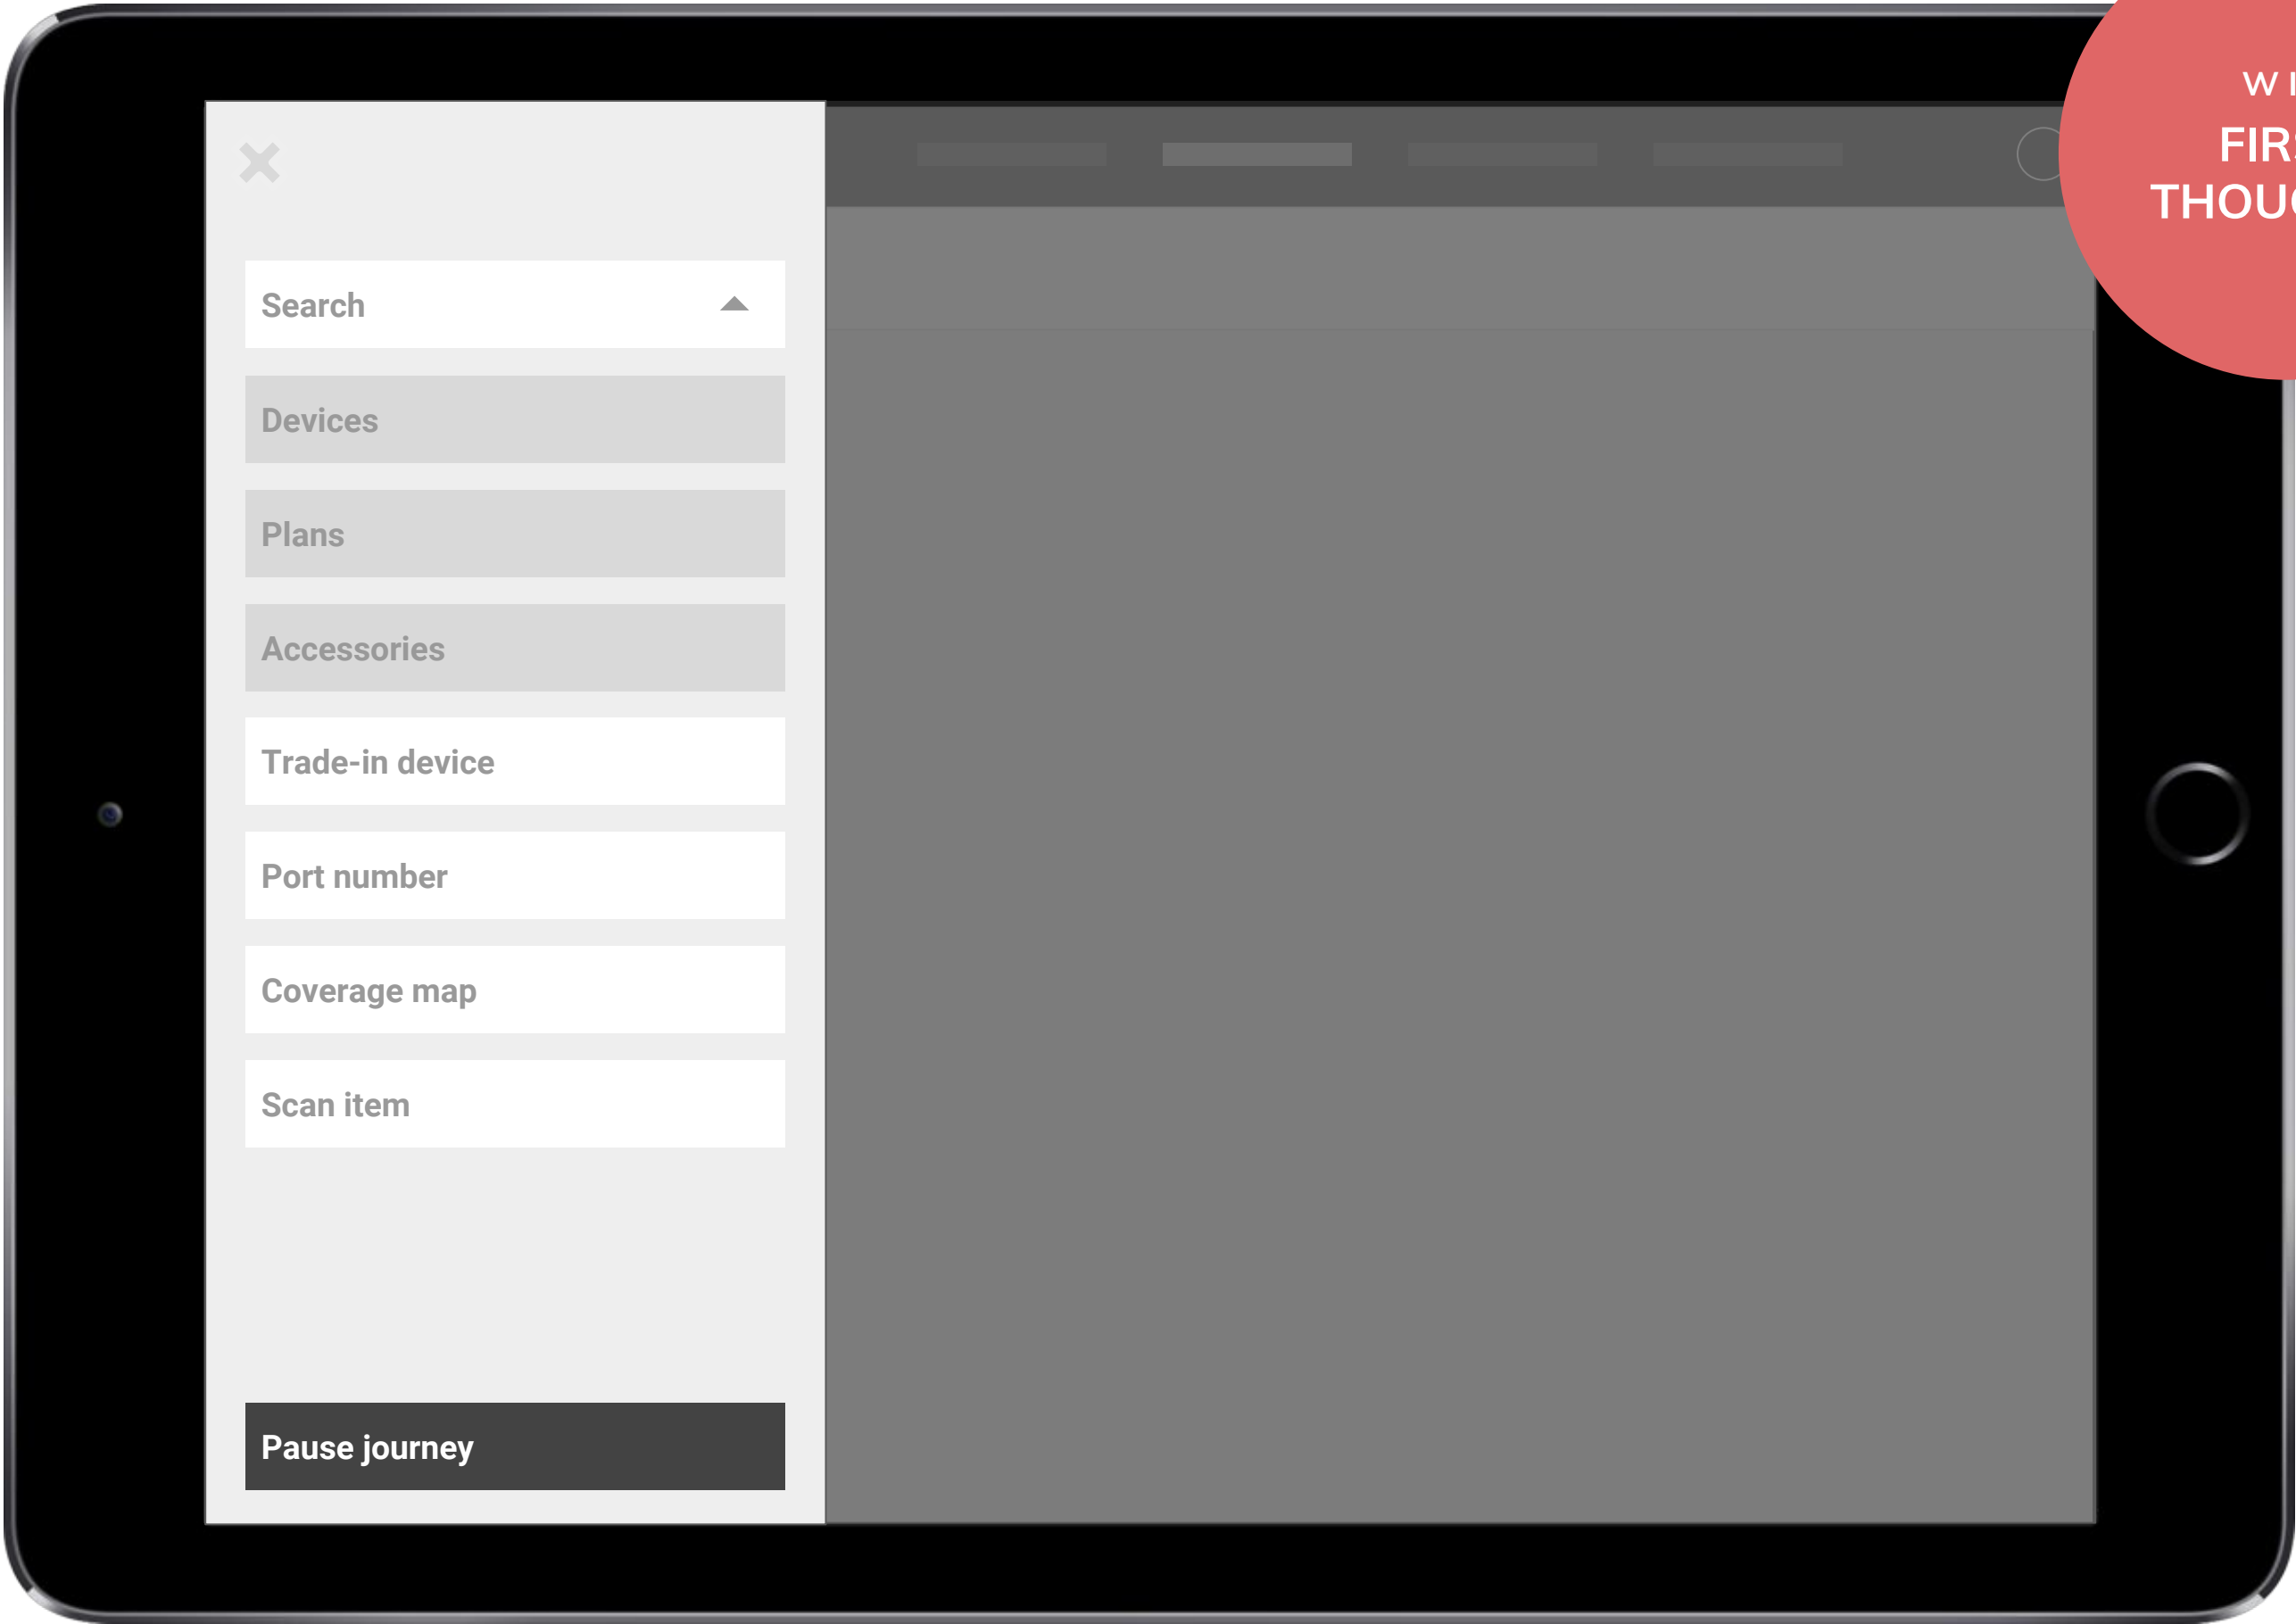 Search
Devices
Plans
Accessories
Trade-in device
Port number
Coverage map
Scan item
Pause journey